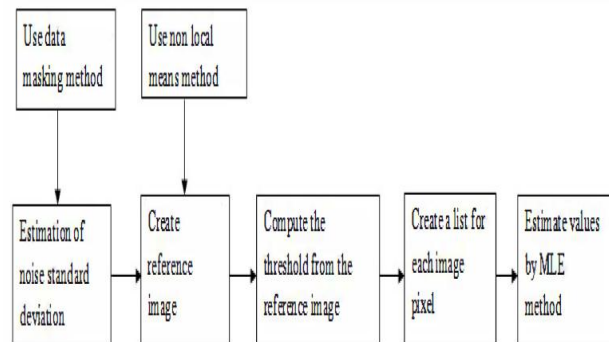 Use data
masking method
Use non local
means method
Estimation of
noise standard
deviation
Create
reference
image
Compute the
threshold from the
reference image
Create a list for
each image
pixel
Estimate values
by MLE
method